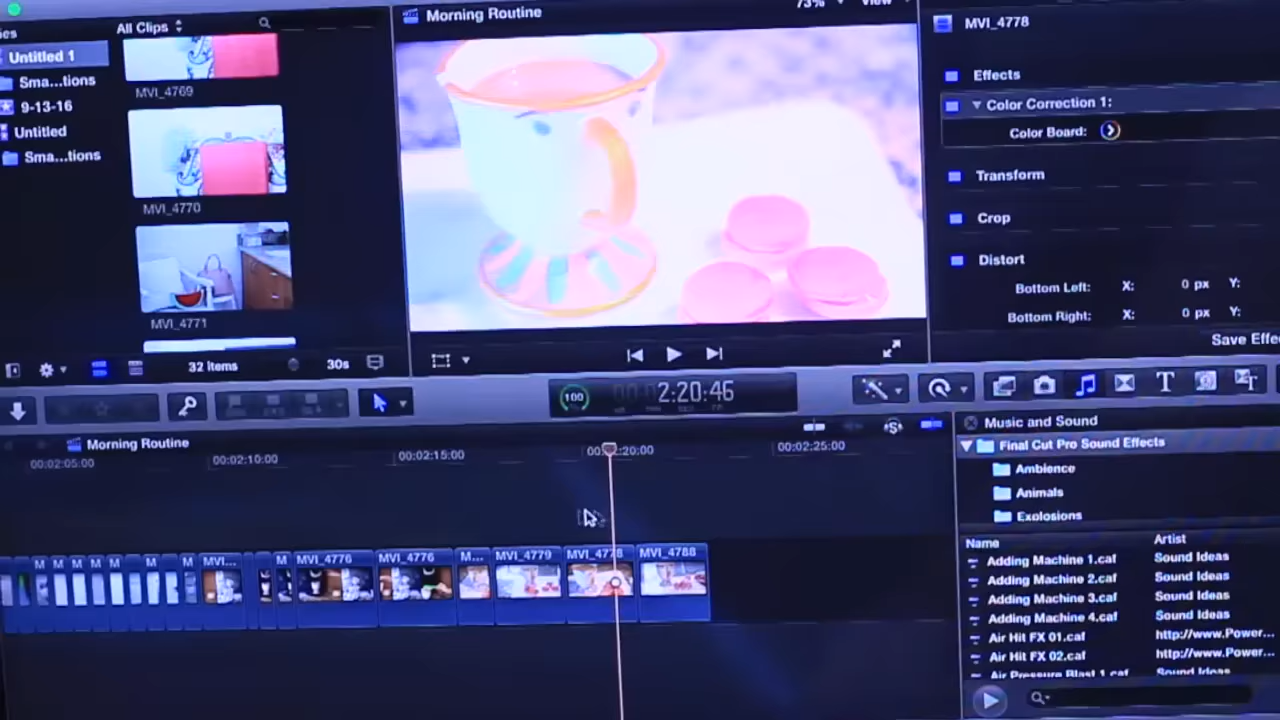 ies
All Clips
Untitled 1
Sma...tions
9-13-16
Untitled
Sma...tions
MVI_4769
MVI_4770
MVI_4771
32 Items
30s
Morning Routine
73%
View
MVI_4778
Effects
Color Correction 1:
Color Board:
Transform
Crop
Distort
Bottom Left: X: 0 px Y:
Bottom Right: X: 0 px Y:
Save Effe
100
2:20:46
T
Morning Routine
00:02:05:00
00:02:10:00
00:02:15:00
00:02:20:00
00:02:25:00
M M M M M M M MVI... M MVI_4776 MVI_4776 M... MVI_4779 MVI_4778 MVI_4788
Music and Sound
Final Cut Pro Sound Effects
Ambience
Animals
Explosions
Name Artist
Adding Machine 1.caf Sound Ideas
Adding Machine 2.caf Sound Ideas
Adding Machine 3.caf Sound Ideas
Adding Machine 4.caf Sound Ideas
Air Hit FX 01.caf http://www.Power...
Air Hit FX 02.caf http://www.Power...
Air Pressure Blast 1.caf Sound Ideas